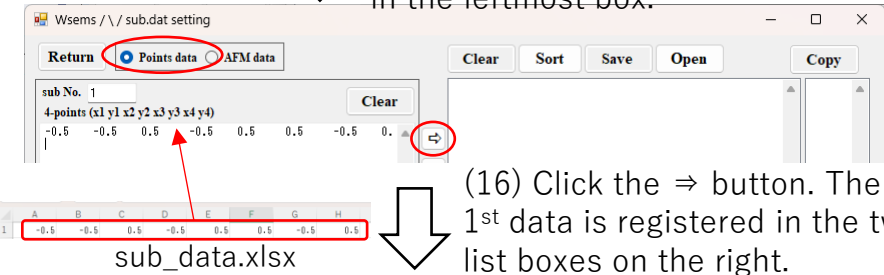 in the leftmost box.
Wsems / \ / sub.dat setting
Return Points data AFM data Clear Sort Save Open Copy
sub No. 1
4-points (x1 y1 x2 y2 x3 y3 x4 y4)
Clear
-0.5 -0.5 0.5 -0.5 0.5 0.5 -0.5 0.
⇨
A B C D E F G H
1 -0.5 -0.5 0.5 -0.5 0.5 0.5 -0.5 0.5
sub_data.xlsx
(16) Click the ⇒ button. The
1st data is registered in the
list boxes on the right.